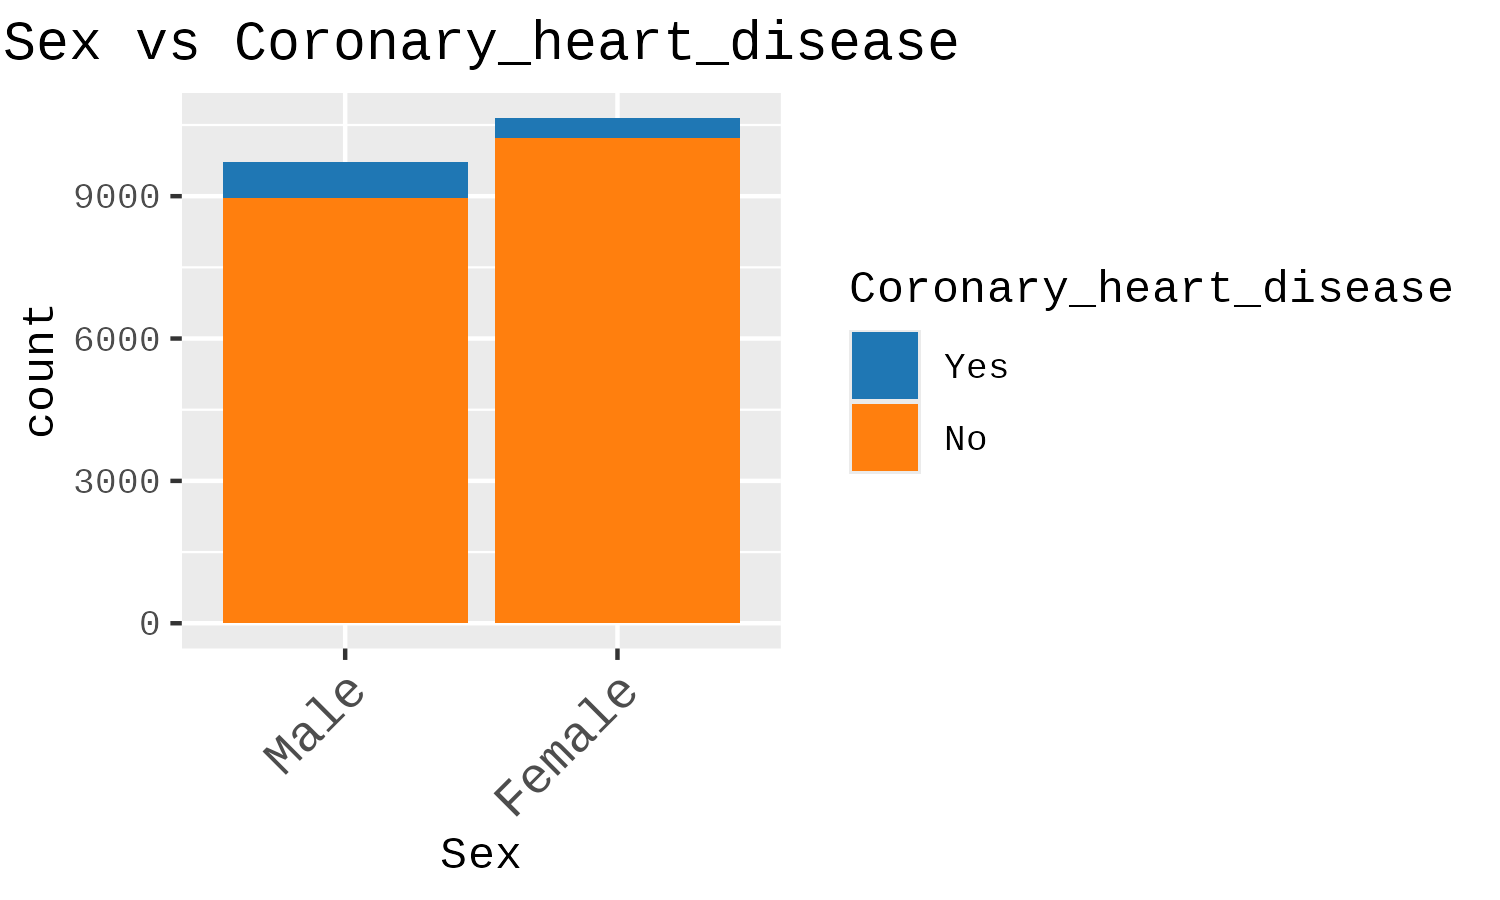 Sex vs Coronary_heart_disease
9000
6000
3000
0
count
Male
Female
Sex
Coronary_heart_disease
Yes
No